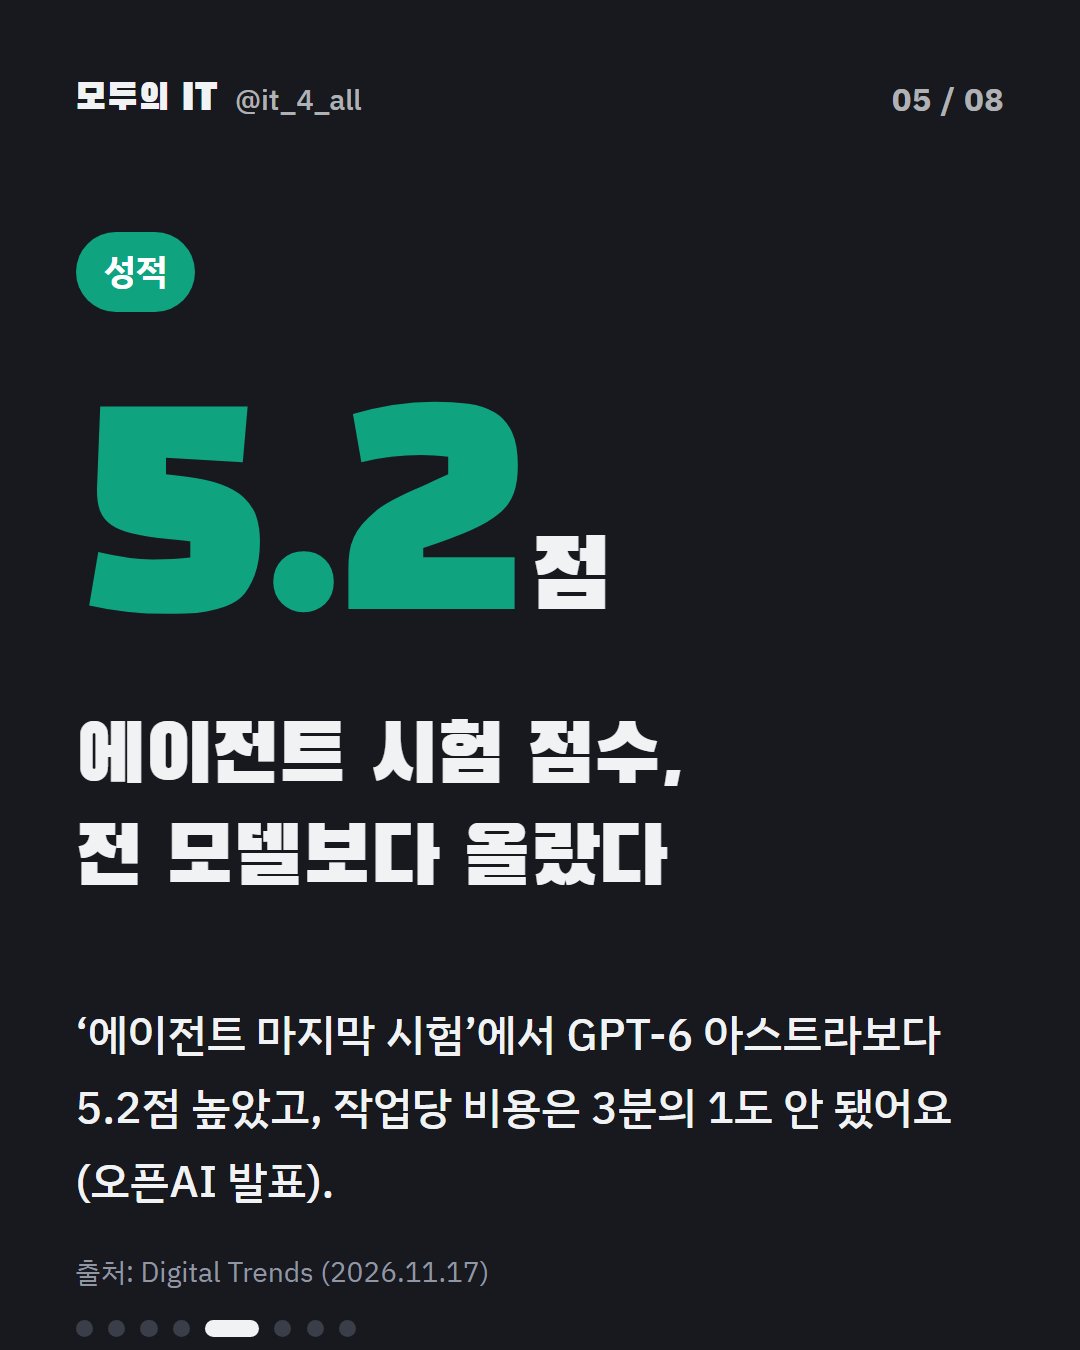 모두의 IT @it_4_all 05 / 08
성적
5.2점
에이전트 시험 점수,
전 모델보다 올랐다
‘에이전트 마지막 시험’에서 GPT-6 아스트라보다
5.2점 높았고, 작업당 비용은 3분의 1도 안 됐어요
(오픈AI 발표).
출처: Digital Trends (2026.11.17)